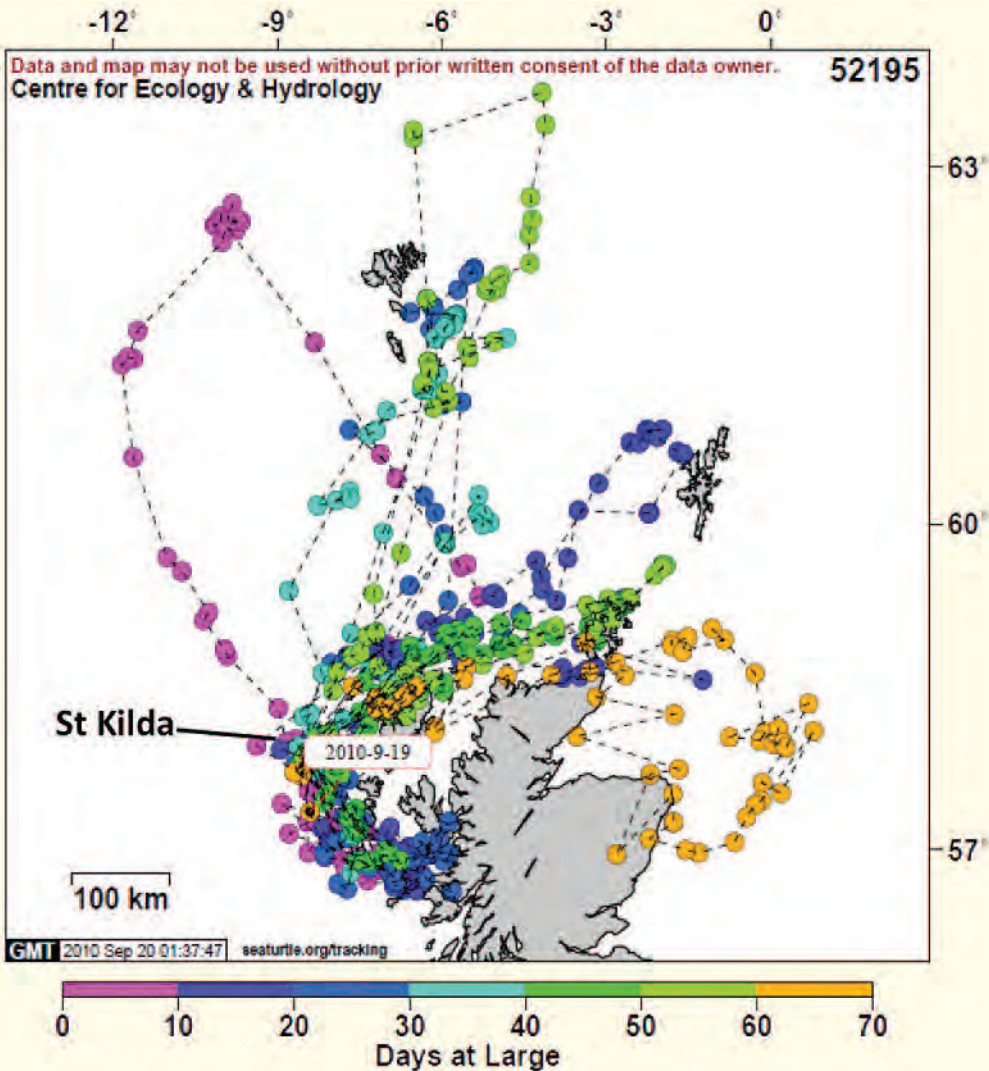 -12° -9° -6° -3° 0°
Data and map may not be used without prior written consent of the data owner.
52195
Centre for Ecology & Hydrology
63°
60°
St Kilda
2010-9-19
57°
100 km
GMT 2010 Sep 20 01:37:47 seaturtle.org/tracking
0 10 20 30 40 50 60 70
Days at Large